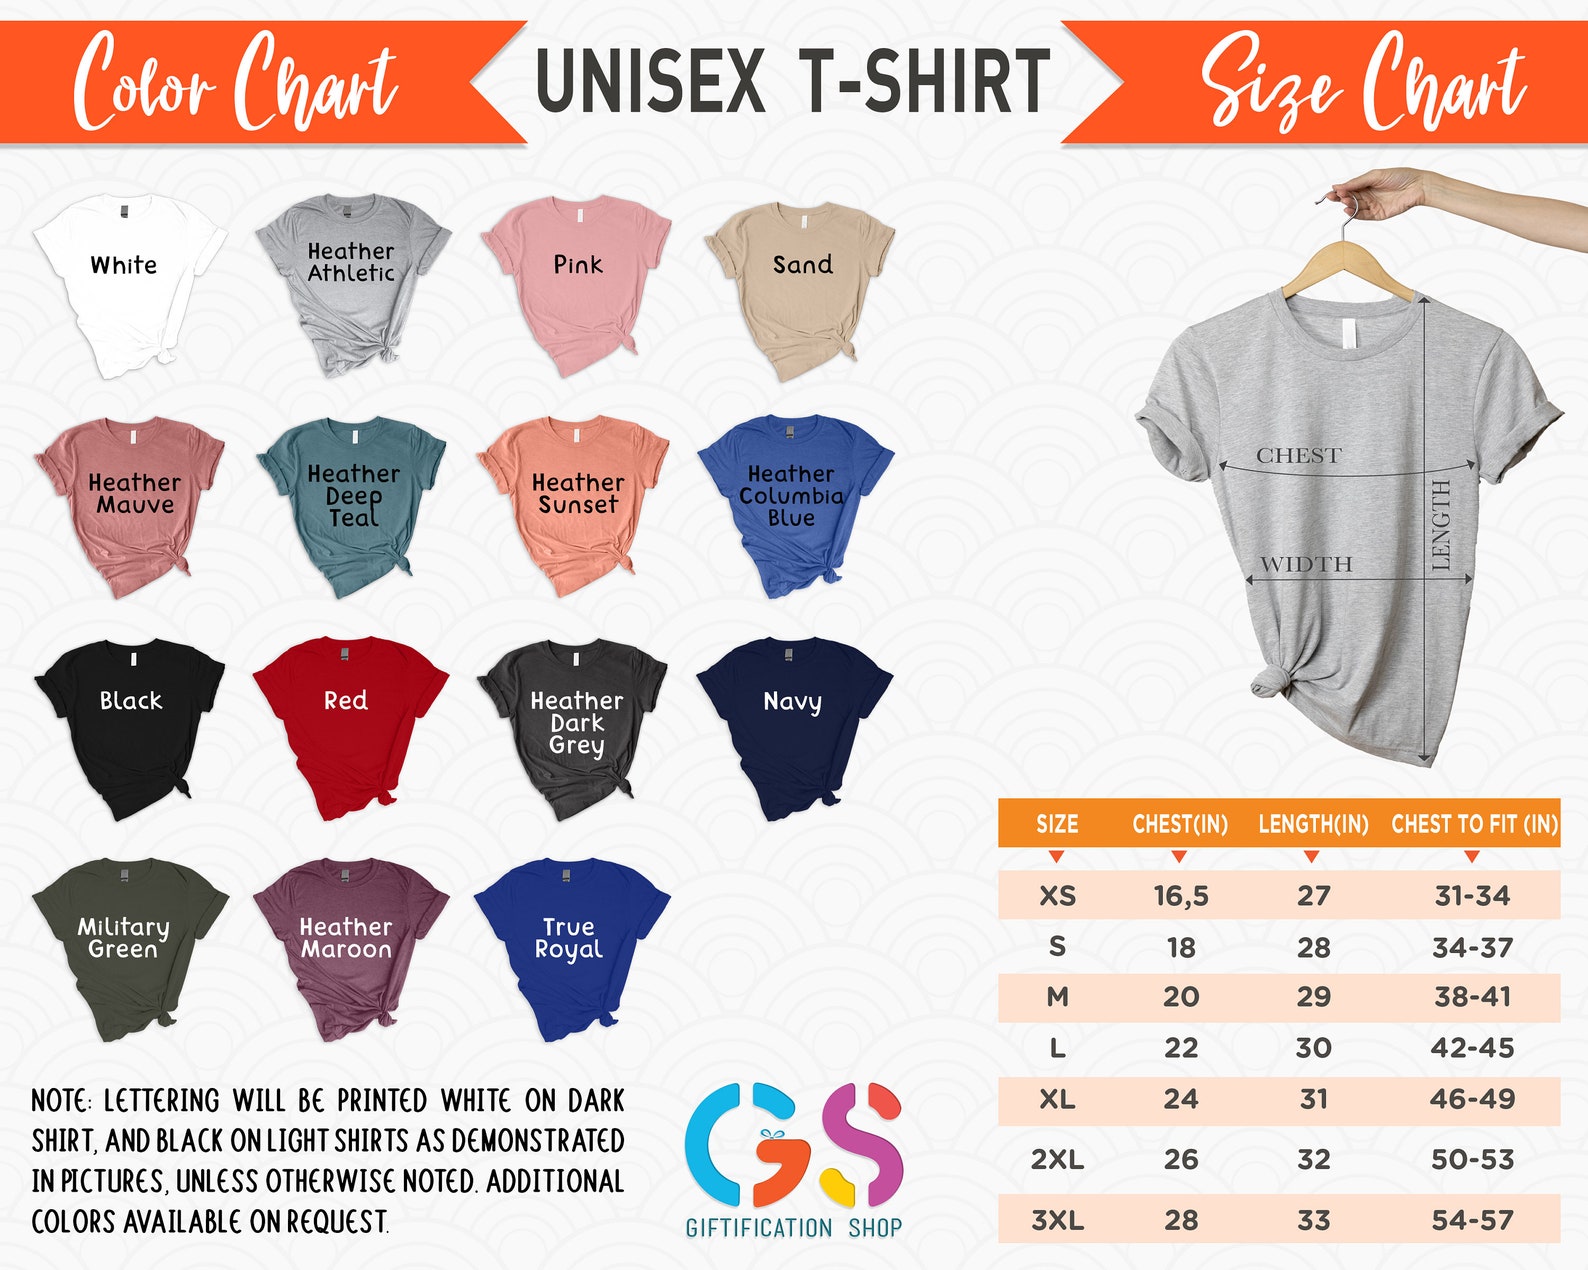 Color Chart
UNISEX T-SHIRT
Size Chart
White
Heather
Athletic
Pink
Sand
Heather
Mauve
Heather
Deep
Teal
Heather
Sunset
Heather
Columbia
Blue
Black
Red
Heather
Dark
Grey
Navy
Military
Green
Heather
Maroon
True
Royal
NOTE: LETTERING WILL BE PRINTED WHITE ON DARK
SHIRT, AND BLACK ON LIGHT SHIRTS AS DEMONSTRATED
IN PICTURES, UNLESS OTHERWISE NOTED. ADDITIONAL
COLORS AVAILABLE ON REQUEST.
GS
GIFTIFICATION SHOP
CHEST
WIDTH
LENGTH
SIZE CHEST(IN) LENGTH(IN) CHEST TO FIT (IN)
XS 16,5 27 31-34
S 18 28 34-37
M 20 29 38-41
L 22 30 42-45
XL 24 31 46-49
2XL 26 32 50-53
3XL 28 33 54-57